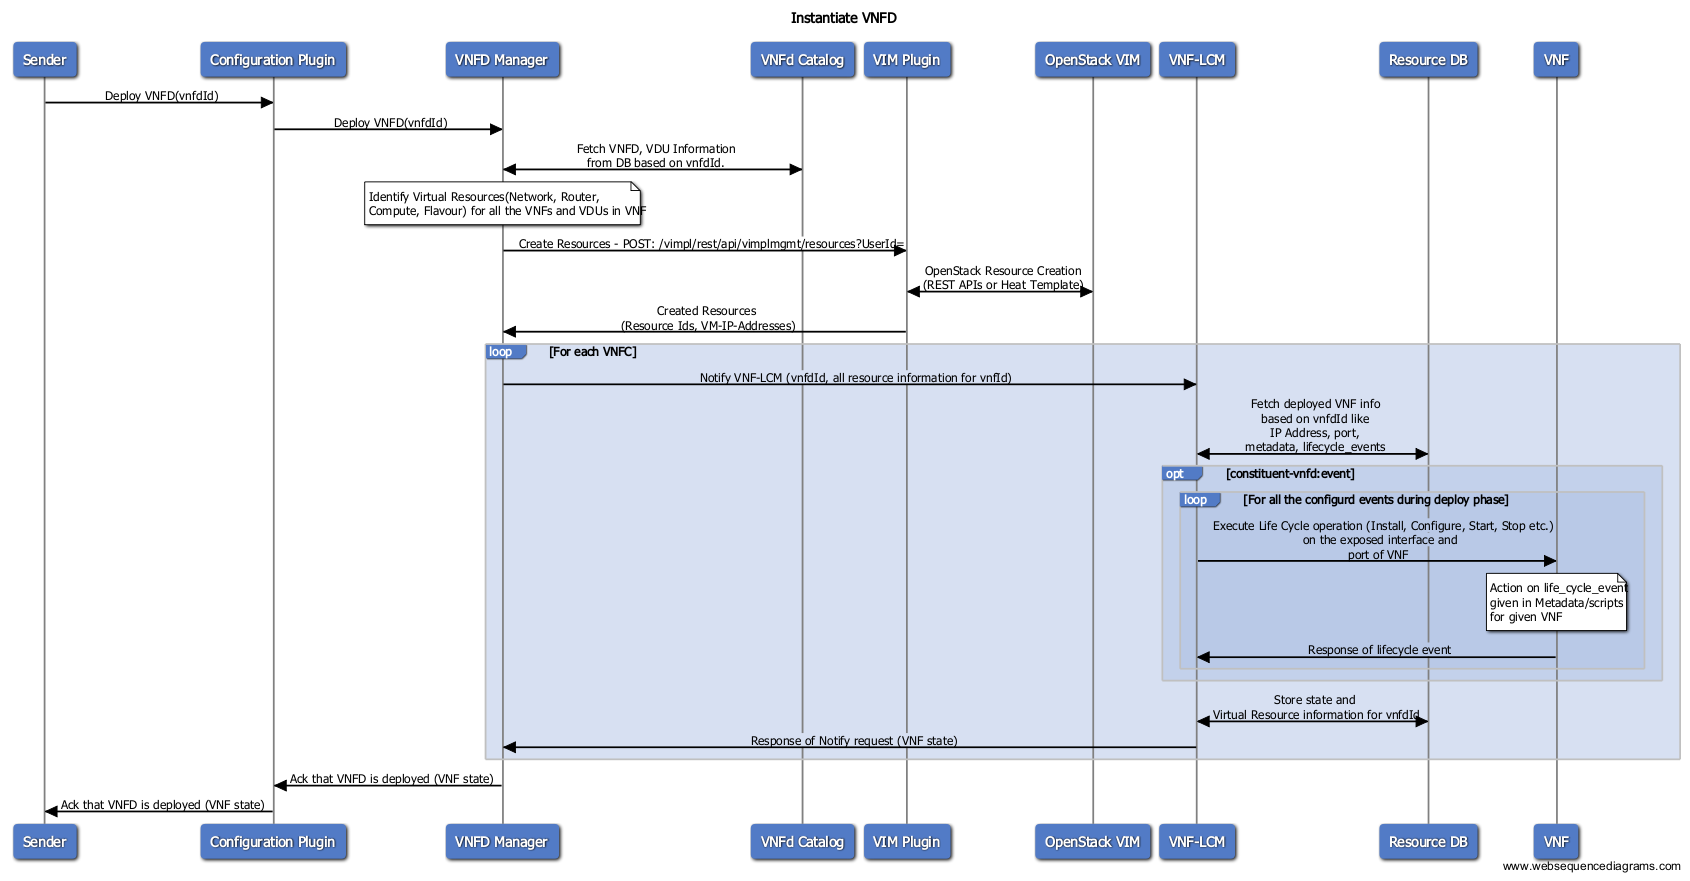 Instantiate VNFD
Sender
Configuration Plugin
VNFD Manager
VNFd Catalog
VIM Plugin
OpenStack VIM
VNF-LCM
Resource DB
VNF
Deploy VNFD(vnfdId)
Deploy VNFD(vnfdId)
Fetch VNFD, VDU Information
from DB based on vnfdId.
Identify Virtual Resources(Network, Router,
Compute, Flavour) for all the VNFs and VDUs in VNF
Create Resources - POST: /vimpl/rest/api/vimplmgmt/resources?UserId=
OpenStack Resource Creation
(REST APIs or Heat Template)
Created Resources
(Resource Ids, VM-IP-Addresses)
loop
[For each VNFC]
Notify VNF-LCM (vnfdId, all resource information for vnfId)
Fetch deployed VNF info
based on vnfdId like
IP Address, port,
metadata, lifecycle_events
opt
[constituent-vnfd:event]
loop
[For all the configurd events during deploy phase]
Execute Life Cycle operation (Install, Configure, Start, Stop etc.)
on the exposed interface and
port of VNF
Action on life_cycle_event
given in Metadata/scripts
for given VNF
Response of lifecycle event
Store state and
Virtual Resource information for vnfdId
Response of Notify request (VNF state)
Ack that VNFD is deployed (VNF state)
Ack that VNFD is deployed (VNF state)
Sender
Configuration Plugin
VNFD Manager
VNFd Catalog
VIM Plugin
OpenStack VIM
VNF-LCM
Resource DB
VNF
www.websequencediagrams.com